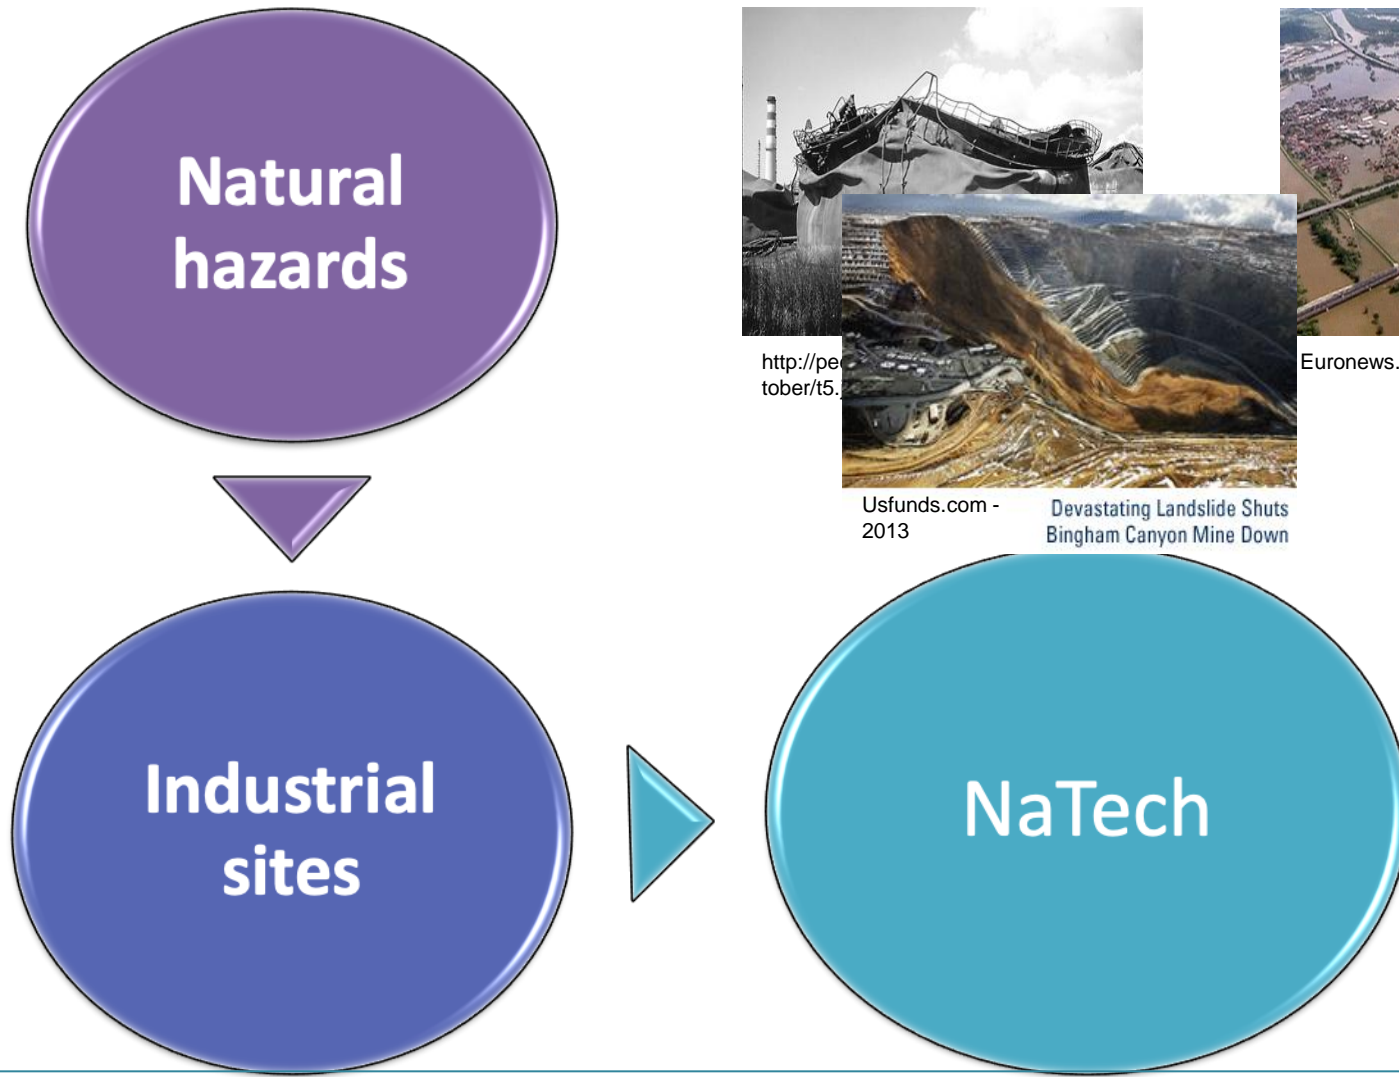 Natural
hazards
http://pe
tober/t5.
Euronews.
Usfunds.com -
2013
Devastating Landslide Shuts
Bingham Canyon Mine Down
Industrial
sites
NaTech